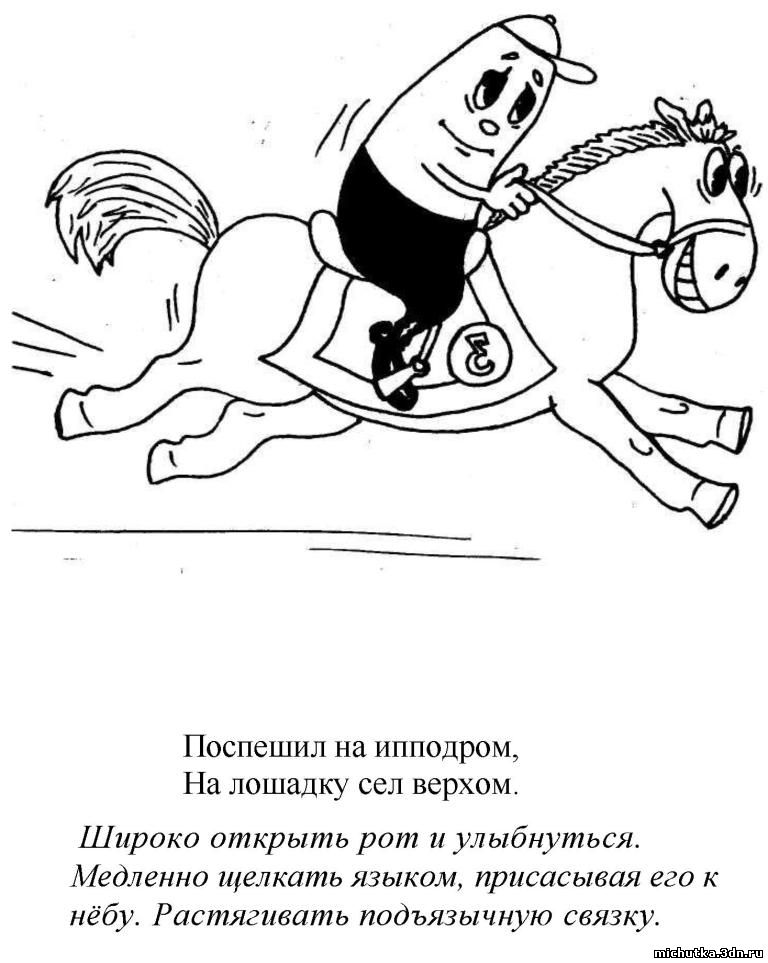 3
Поспешил на ипподром,
На лошадку сел верхом.
Широко открыть рот и улыбнуться.
Медленно щелкать языком, присасывая его к
нёбу. Растягивать подъязычную связку.
michutka.3dn.ru